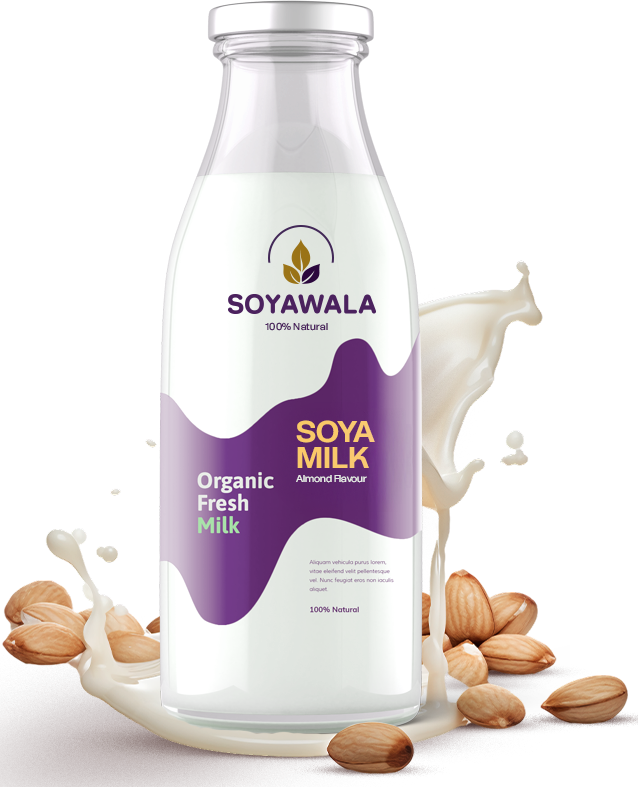 SOYAWALA
100% Natural
SOYA
MILK
Almond Flavour
Organic
Fresh
Milk
Aliquam vehicula purus lorem,
vitae eleifend velit pellentesque
vel. Nunc feugiat eros non iaculis
aliquet.
100% Natural